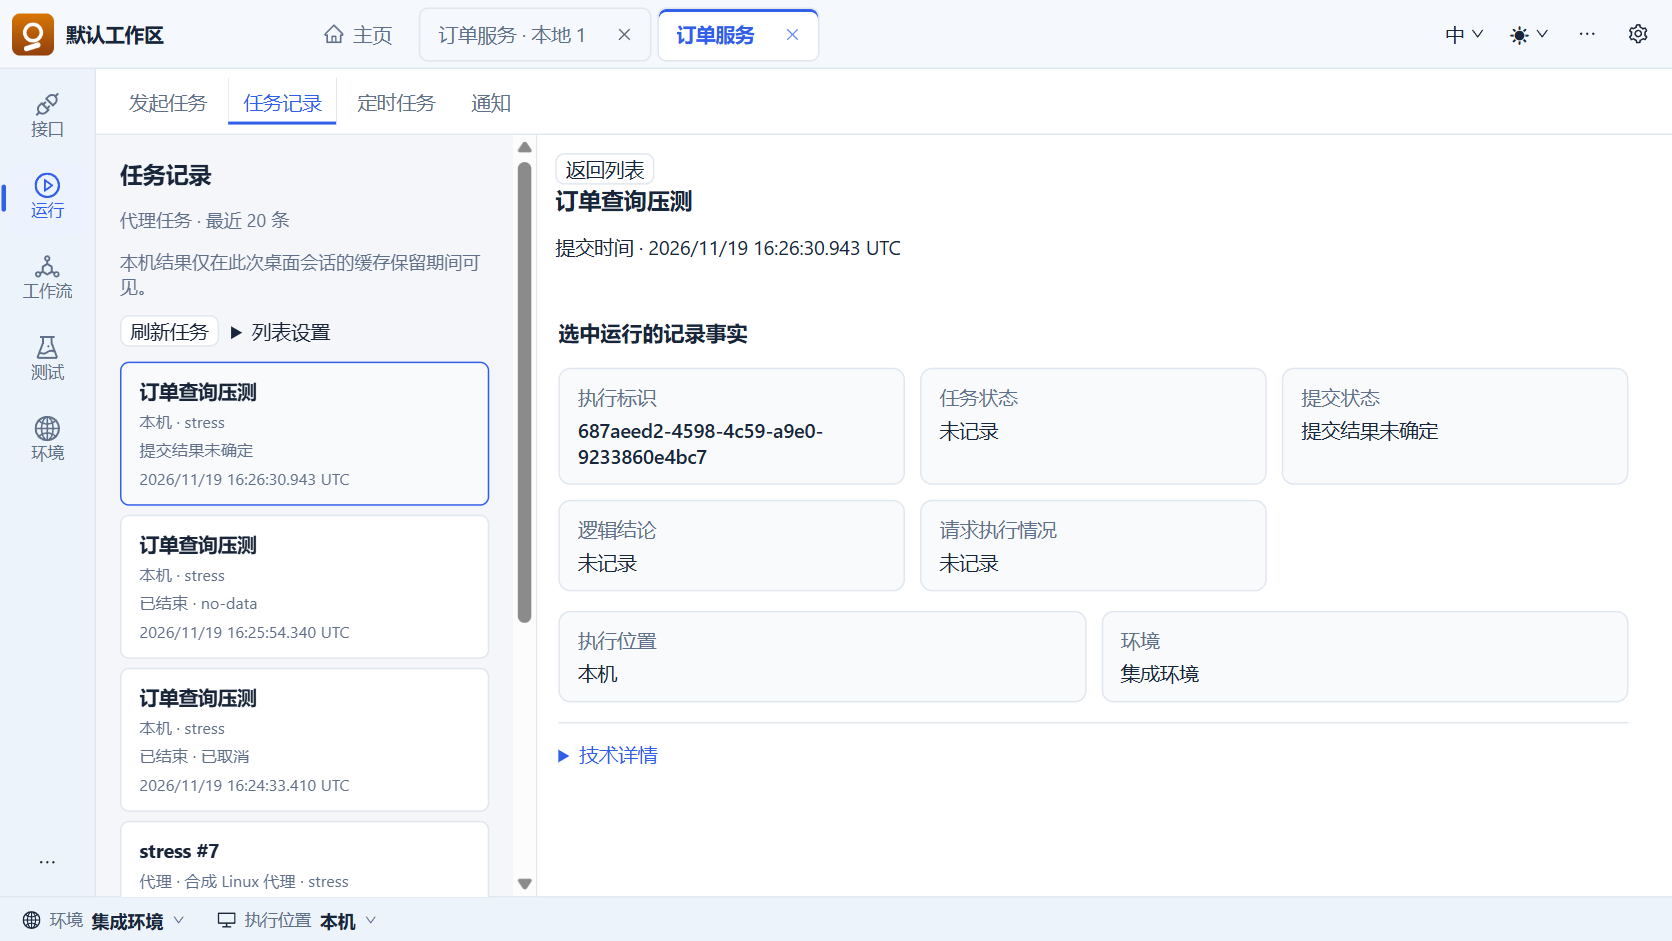 默认工作区
主页
订单服务 · 本地 1
订单服务
中
接口
运行
工作流
测试
环境
发起任务
任务记录
定时任务
通知
任务记录
代理任务 · 最近 20 条
本机结果仅在此次桌面会话的缓存保留期间可
见。
刷新任务
列表设置
订单查询压测
本机 · stress
提交结果未确定
2026/11/19 16:26:30.943 UTC
订单查询压测
本机 · stress
已结束 · no-data
2026/11/19 16:25:54.340 UTC
订单查询压测
本机 · stress
已结束 · 已取消
2026/11/19 16:24:33.410 UTC
stress #7
代理 · 合成 Linux 代理 · stress
返回列表
订单查询压测
提交时间 · 2026/11/19 16:26:30.943 UTC
选中运行的记录事实
执行标识
687aeed2-4598-4c59-a9e0-
9233860e4bc7
任务状态
未记录
提交状态
提交结果未确定
逻辑结论
未记录
请求执行情况
未记录
执行位置
本机
环境
集成环境
技术详情
环境 集成环境
执行位置 本机